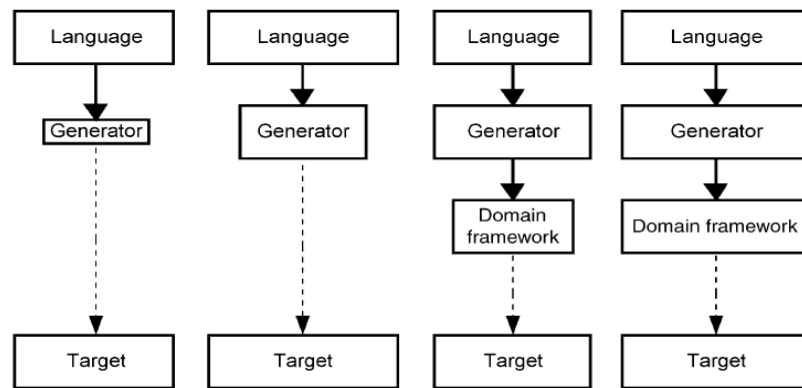 Language
Language
Language
Language
Generator
Generator
Generator
Generator
Domain
framework
Domain framework
Target
Target
Target
Target